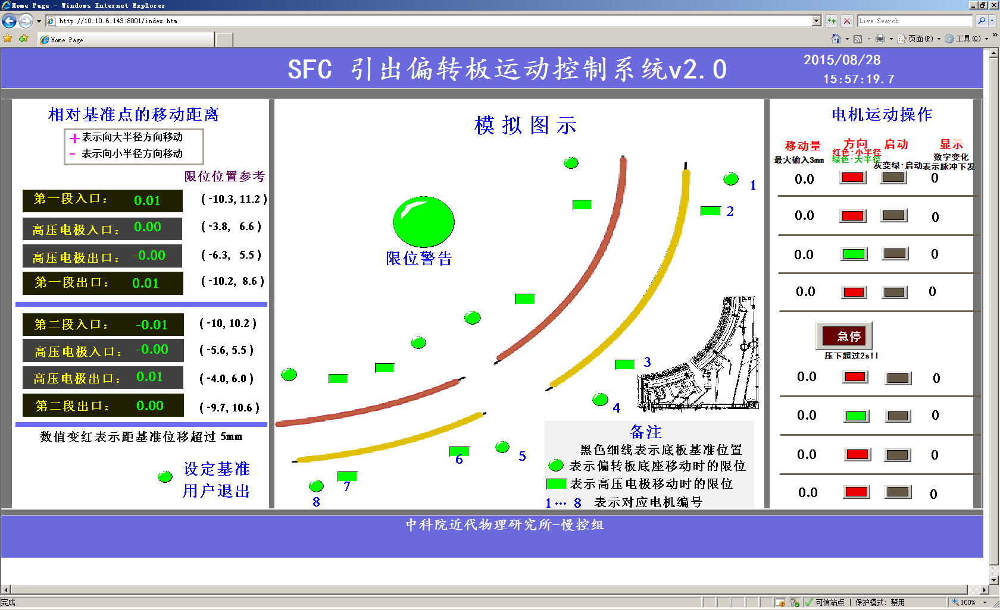 Home Page - Windows Internet Explorer
http://10.10.6.143:8001/index.htm
Live Search
Home Page
页面(P)
工具(O)
SFC 引出偏转板运动控制系统v2.0
2015/08/28
15:57:19.7
相对基准点的移动距离
+表示向大半径方向移动
- 表示向小半径方向移动
限位位置参考
第一段入口: 0.01 (-10.3, 11.2)
高压电极入口: 0.00 (-3.8, 6.6)
高压电极出口: -0.00 (-6.3, 5.5)
第一段出口: 0.01 (-10.2, 8.6)
第二段入口: -0.01 (-10, 10.2)
高压电极入口: -0.00 (-5.6, 5.5)
高压电极出口: 0.01 (-4.0, 6.0)
第二段出口: 0.00 (-9.7, 10.6)
数值变红表示距基准位移超过 5mm
设定基准
用户退出
模拟图示
限位警告
1
2
3
4
5
6
7
8
备注
黑色细线表示底板基准位置
表示偏转板底座移动时的限位
表示高压电极移动时的限位
1··· 8 表示对应电机编号
电机运动操作
移动量 方向 启动 显示
最大输入3mm 红色:小半径 绿色:大半径 灰变绿:启动 数字变化
表示脉冲下发
0.0 0
0.0 0
0.0 0
0.0 0
急停
压下超过2s!!
0.0 0
0.0 0
0.0 0
0.0 0
中科院近代物理研究所-慢控组
完成
可信站点 | 保护模式: 禁用
100%